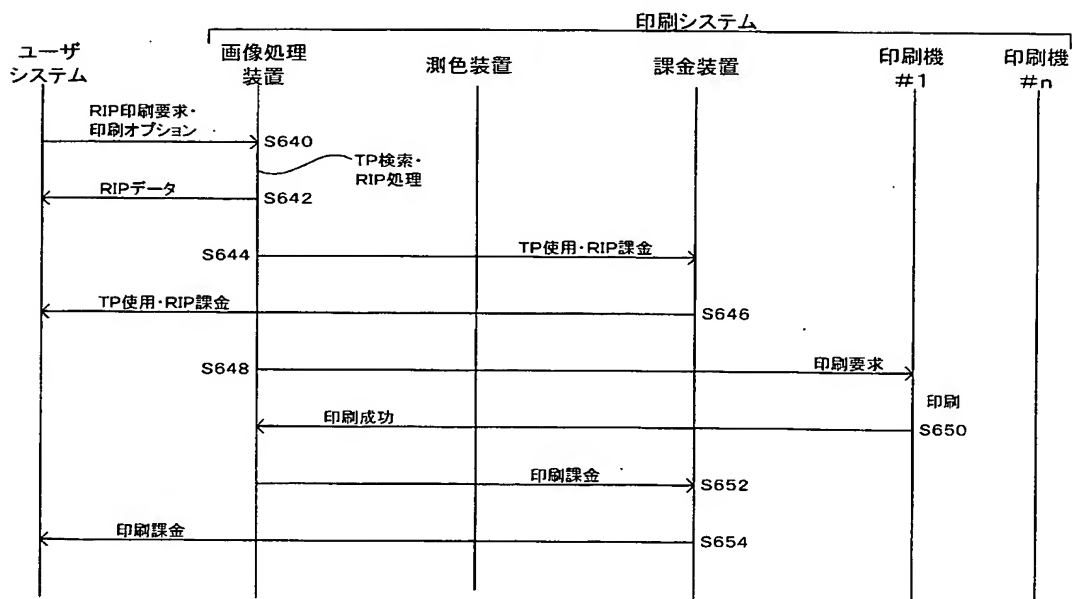 印刷システム
ユーザ
システム
画像処理
装置
測色装置
課金装置
印刷機
#1
印刷機
#n
RIP印刷要求・
印刷オプション
S640
TP検索・
RIP処理
RIPデータ
S642
S644
TP使用・RIP課金
TP使用・RIP課金
S646
S648
印刷要求
印刷
印刷成功
S650
印刷課金
S652
印刷課金
S654